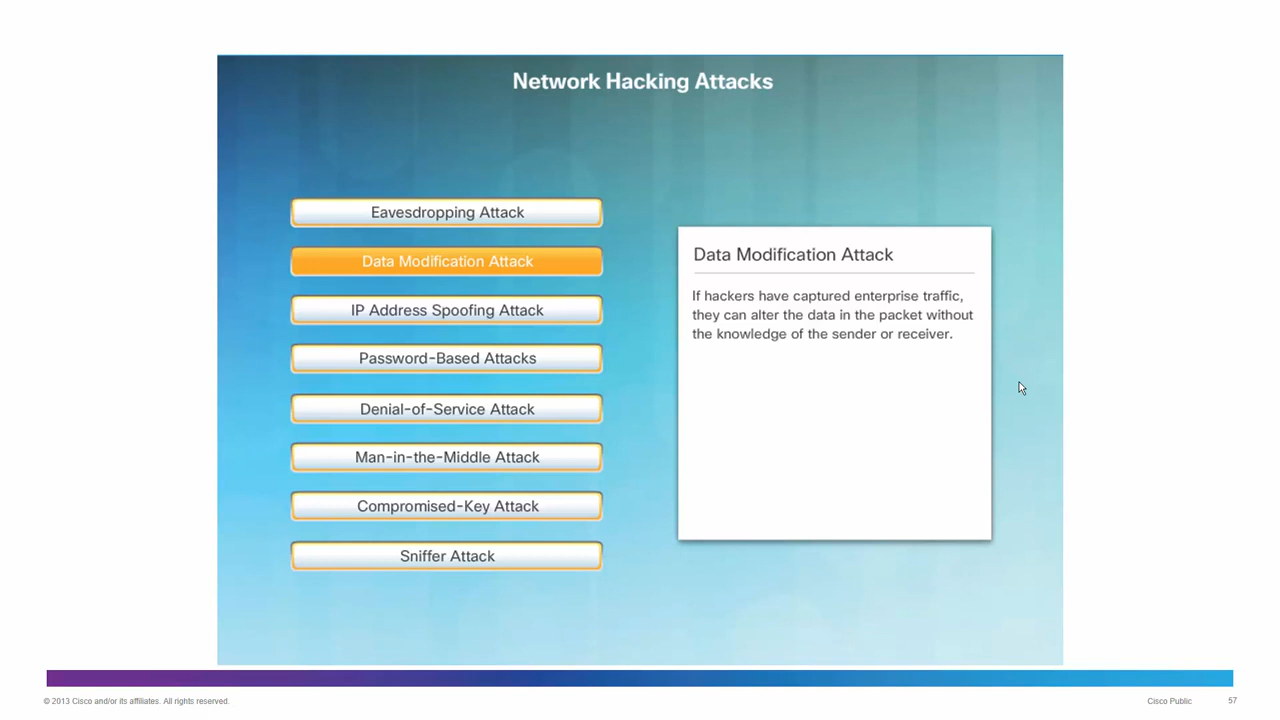 Network Hacking Attacks
Eavesdropping Attack
Data Modification Attack
IP Address Spoofing Attack
Password-Based Attacks
Denial-of-Service Attack
Man-in-the-Middle Attack
Compromised-Key Attack
Sniffer Attack
Data Modification Attack
If hackers have captured enterprise traffic,
they can alter the data in the packet without
the knowledge of the sender or receiver.
© 2013 Cisco and/or its affiliates. All rights reserved.
Cisco Public
57